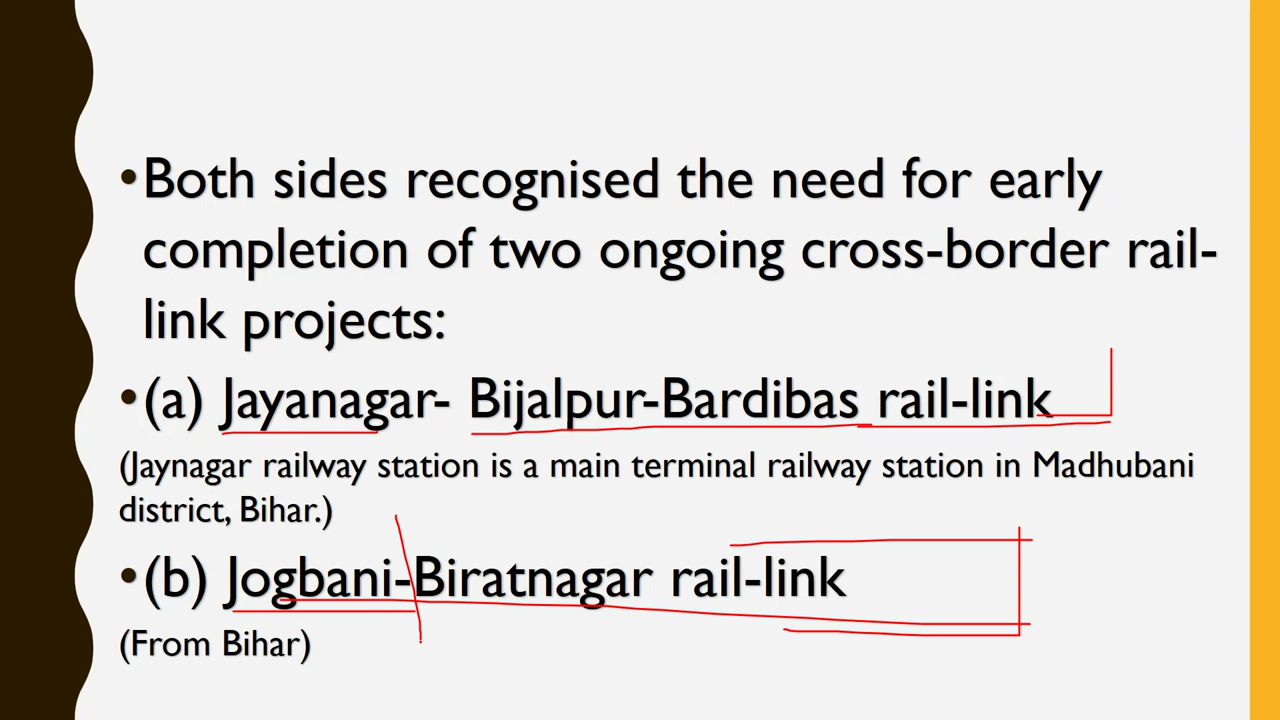 •Both sides recognised the need for early
completion of two ongoing cross-border rail-
link projects:
•(a) Jayanagar- Bijalpur-Bardibas rail-link
(Jaynagar railway station is a main terminal railway station in Madhubani
district, Bihar.)
•(b) Jogbani-Biratnagar rail-link
(From Bihar)